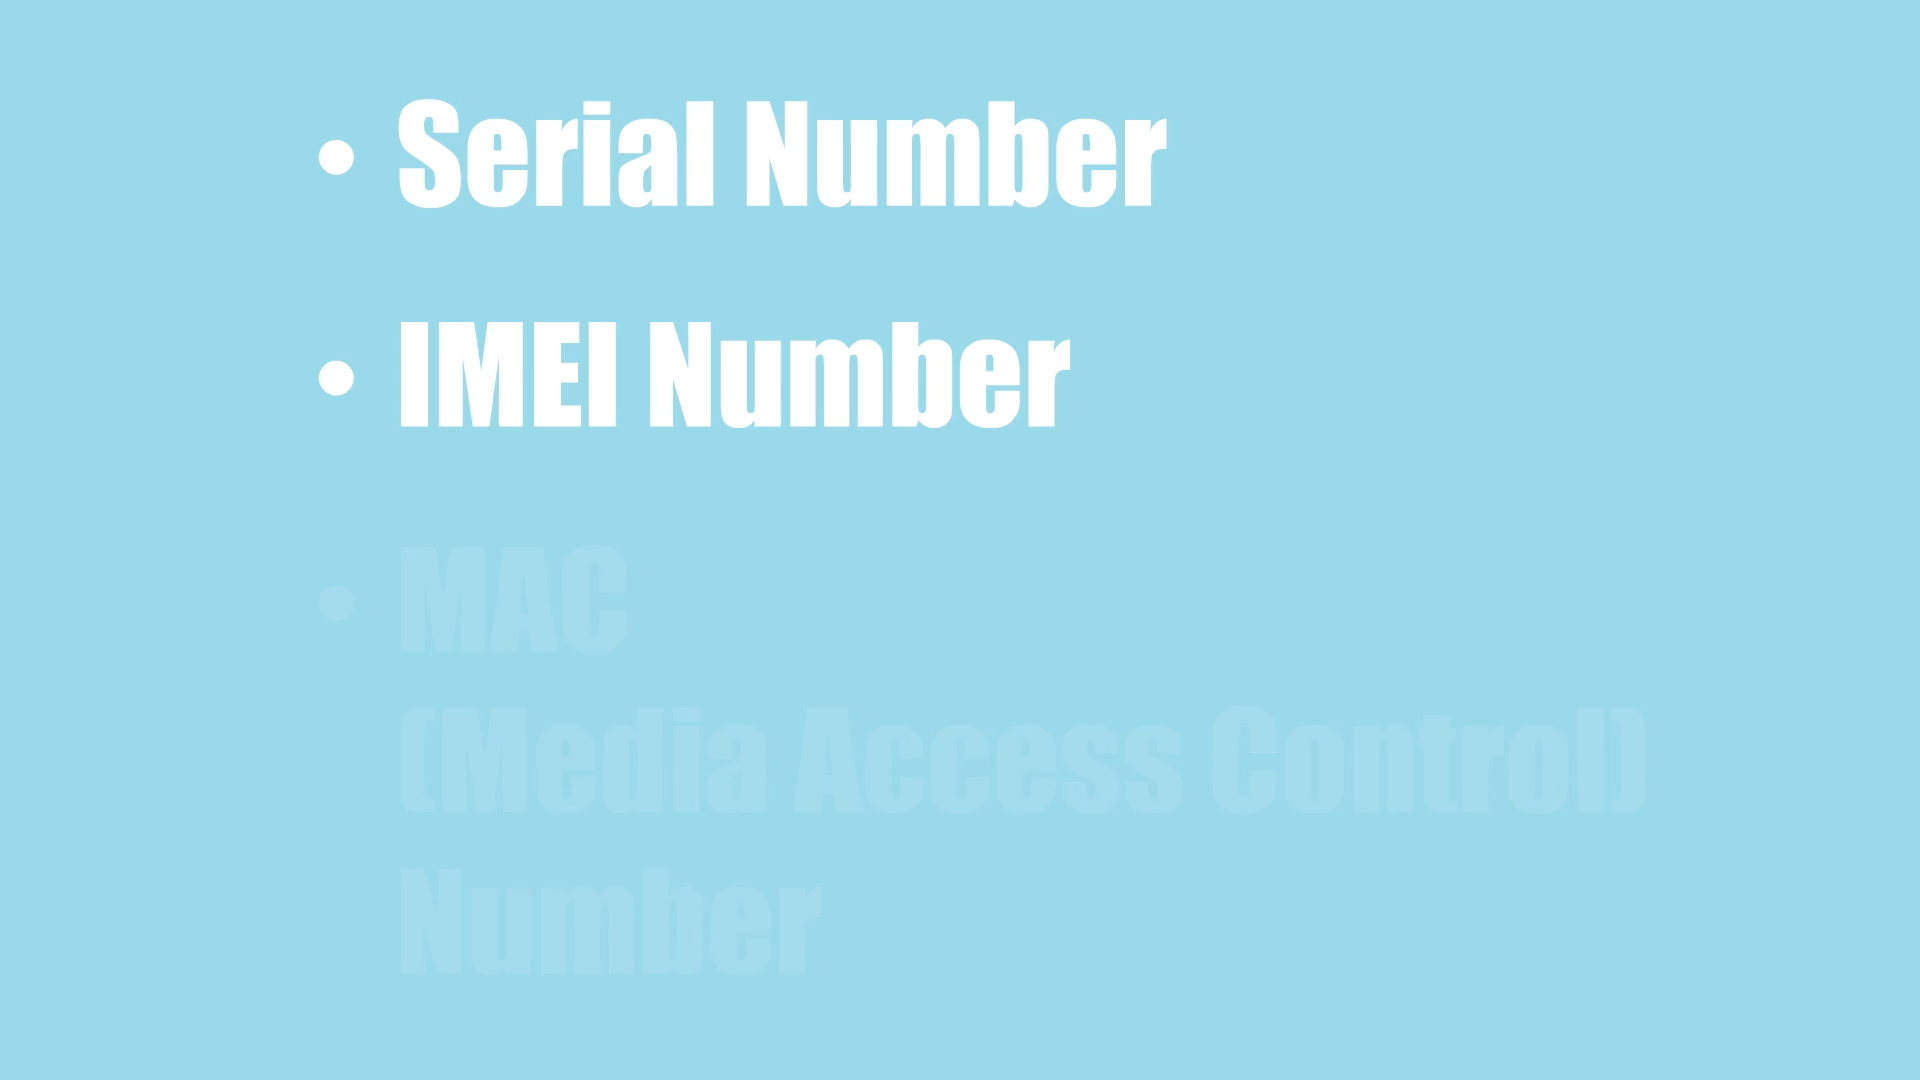 • Serial Number
• IMEI Number
• MAC
(Media Access Control)
Number